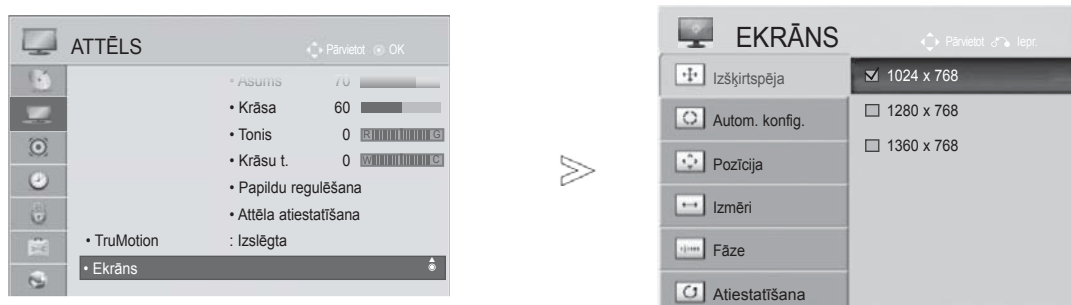 ATTĒLS
Pārvietot OK
• Asums 70
• Krāsa 60
• Tonis 0 R G
• Krāsu t. 0 W C
• Papildu regulēšana
• Attēla atiestatīšana
• TruMotion : Izslēgta
• Ekrāns
EKRĀNS
Pārvietot Iepr.
Izšķirtspēja
Autom. konfig.
Pozīcija
Izmēri
Fāze
Atiestatīšana
1024 x 768
1280 x 768
1360 x 768